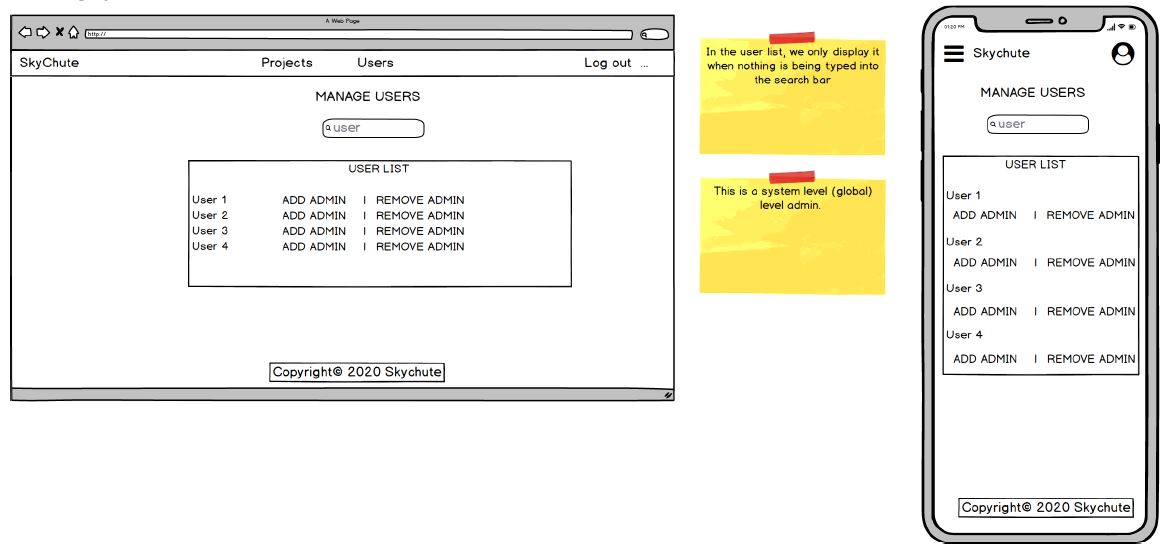 A Web Page
http://
SkyChute Projects Users Log out ...
MANAGE USERS
user
USER LIST
User 1 ADD ADMIN | REMOVE ADMIN
User 2 ADD ADMIN | REMOVE ADMIN
User 3 ADD ADMIN | REMOVE ADMIN
User 4 ADD ADMIN | REMOVE ADMIN
Copyright© 2020 Skychute
In the user list, we only display it
when nothing is being typed into
the search bar
This is a system level (global)
level admin.
01:20 PM
Skychute
MANAGE USERS
user
USER LIST
User 1
ADD ADMIN | REMOVE ADMIN
User 2
ADD ADMIN | REMOVE ADMIN
User 3
ADD ADMIN | REMOVE ADMIN
User 4
ADD ADMIN | REMOVE ADMIN
Copyright© 2020 Skychute